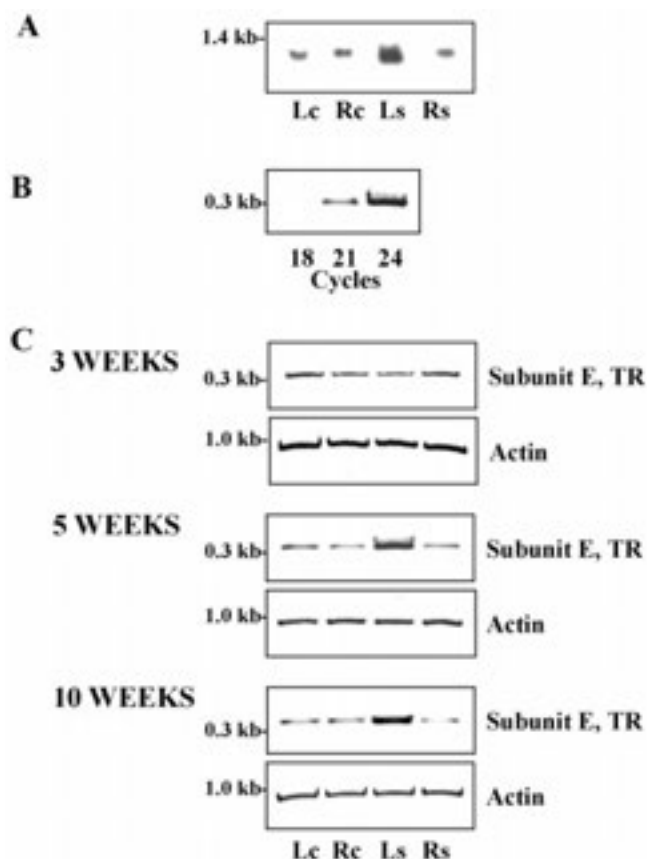 A
1.4 kb
Lc Rc Ls Rs
B
0.3 kb
18 21 24
Cycles
C
3 WEEKS
0.3 kb
Subunit E, TR
1.0 kb
Actin
5 WEEKS
0.3 kb
Subunit E, TR
1.0 kb
Actin
10 WEEKS
0.3 kb
Subunit E, TR
1.0 kb
Actin
Lc Rc Ls Rs